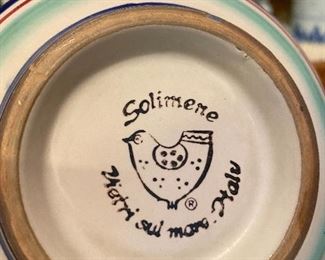 Solimene
®
Vietri sul mare-Italy